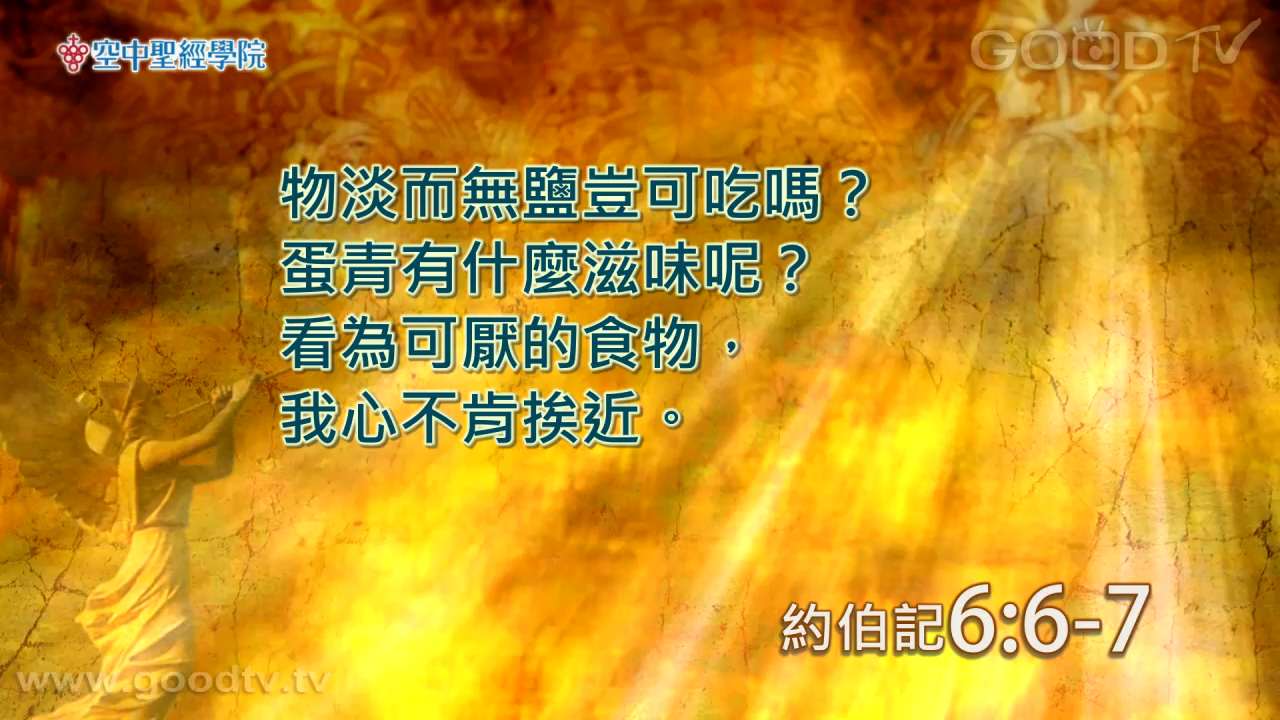 空中聖經學院
GOOD TV
物淡而無鹽豈可吃嗎？
蛋青有什麼滋味呢？
看為可厭的食物，
我心不肯挨近。
約伯記6:6-7
www.goodtv.tv